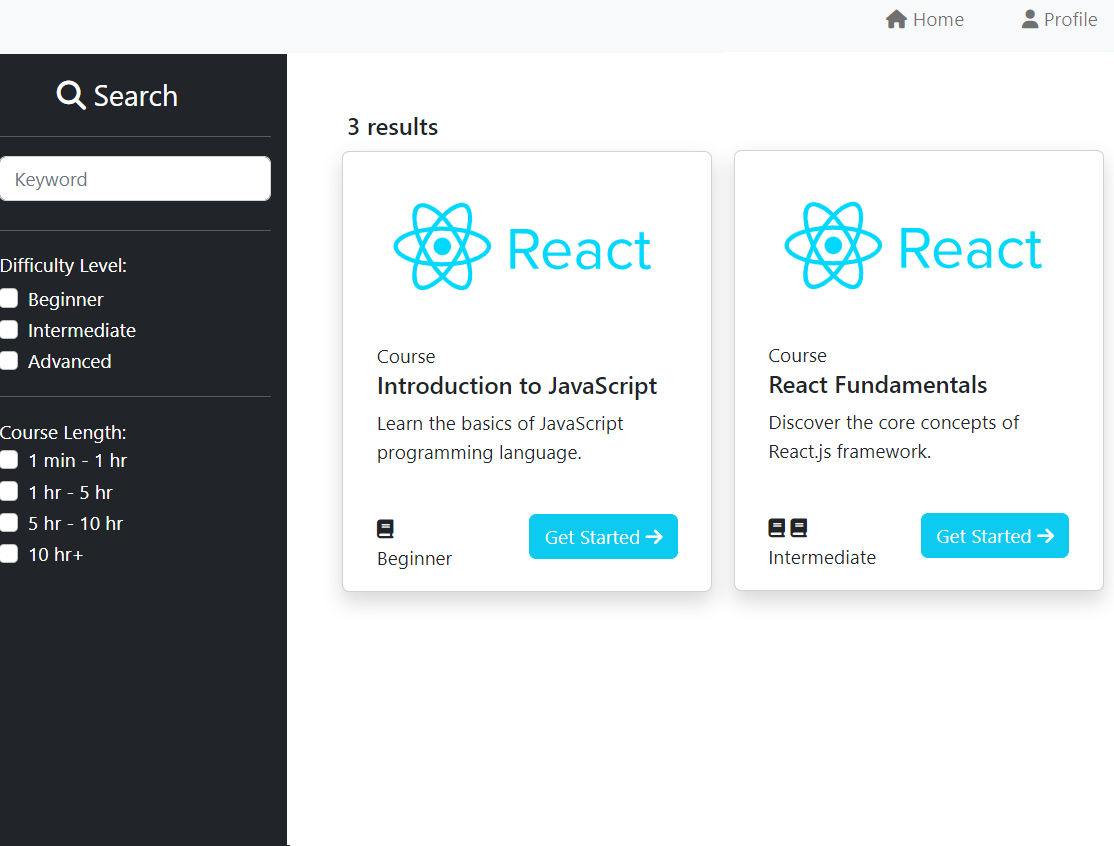 Home Profile
Search
Keyword
Difficulty Level:
Beginner
Intermediate
Advanced
Course Length:
1 min - 1 hr
1 hr - 5 hr
5 hr - 10 hr
10 hr+
3 results
React
Course
Introduction to JavaScript
Learn the basics of JavaScript
programming language.
Beginner
Get Started
React
Course
React Fundamentals
Discover the core concepts of
React.js framework.
Intermediate
Get Started